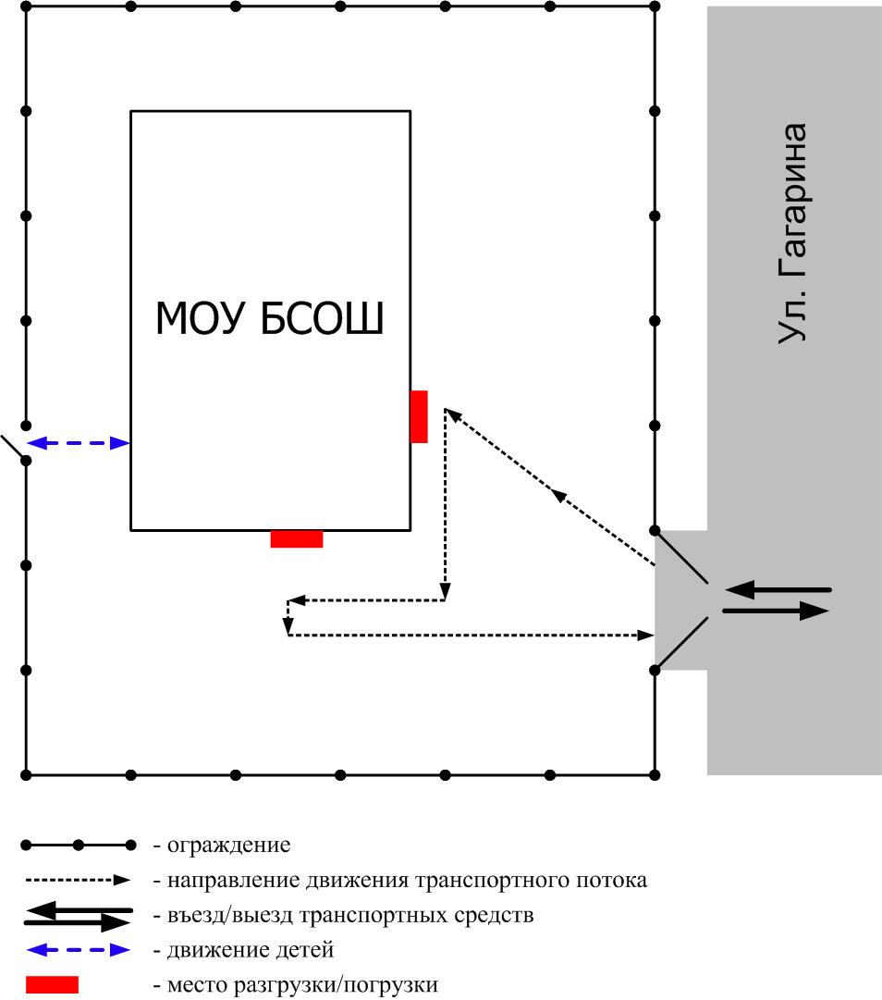 МОУ БСОШ
Ул. Гагарина
- ограждение
- направление движения транспортного потока
- въезд/выезд транспортных средств
- движение детей
- место разгрузки/погрузки